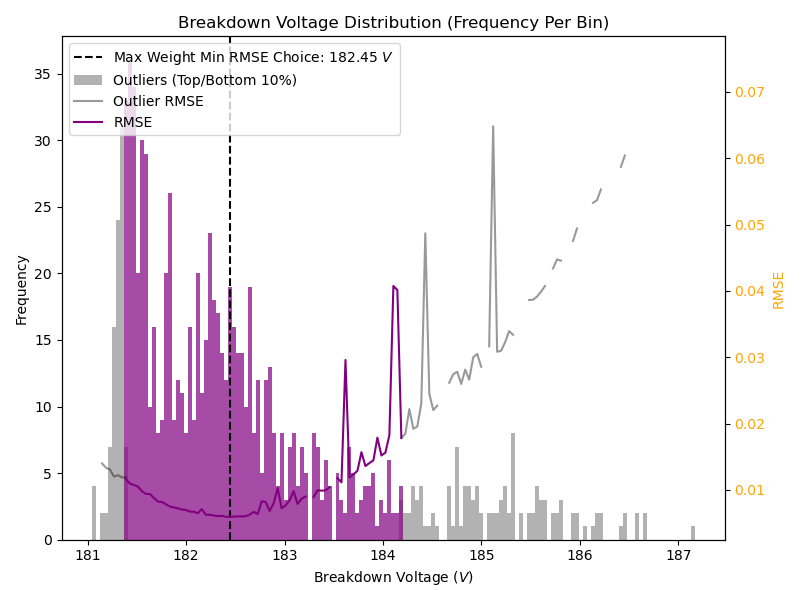 Breakdown Voltage Distribution (Frequency Per Bin)
Max Weight Min RMSE Choice: 182.45 V
Outliers (Top/Bottom 10%)
Outlier RMSE
RMSE
Frequency
35
30
25
20
15
10
5
0
0.07
0.06
0.05
0.04
0.03
0.02
0.01
RMSE
181 182 183 184 185 186 187
Breakdown Voltage (V)